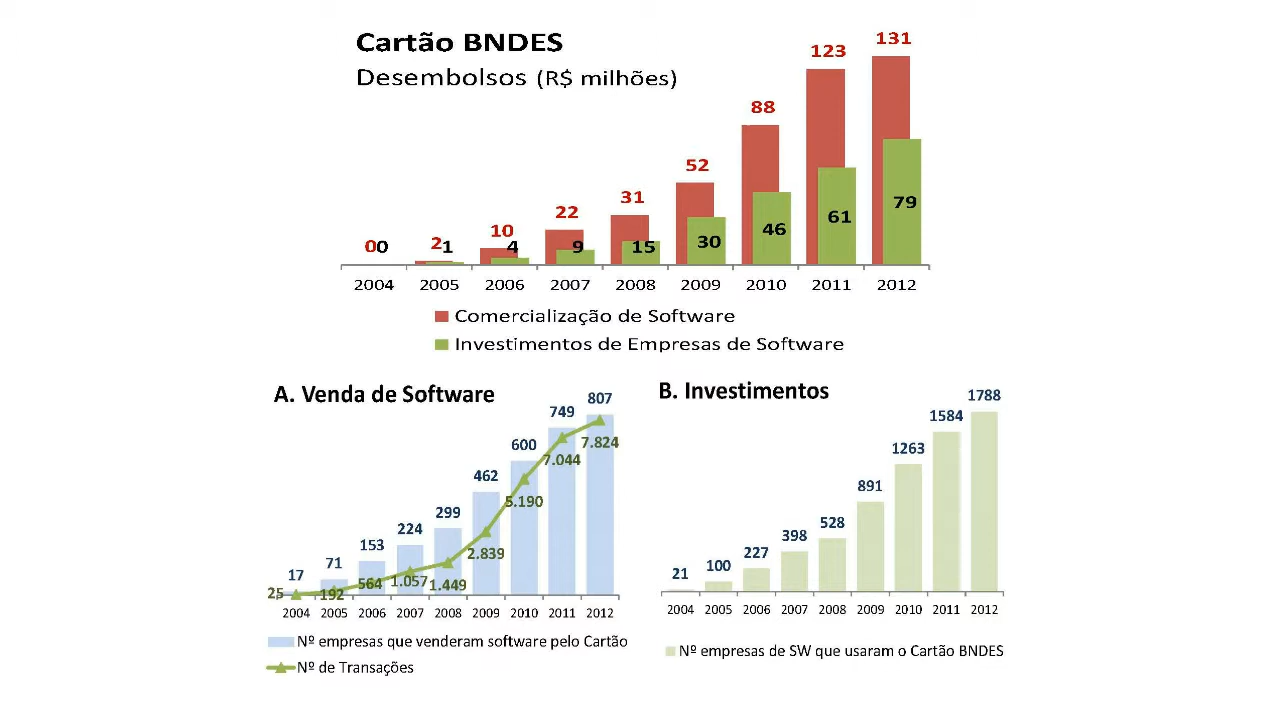 Cartão BNDES
Desembolsos (R$ milhões)
0 0 2 1 10 4 22 9 31 15 52 30 88 46 123 61 131 79
2004 2005 2006 2007 2008 2009 2010 2011 2012
Comercialização de Software
Investimentos de Empresas de Software
A. Venda de Software
17 71 153 224 299 462 600 749 807
25 192 564 1.057 1.449 2.839 5.190 7.044 7.824
2004 2005 2006 2007 2008 2009 2010 2011 2012
Nº empresas que venderam software pelo Cartão
Nº de Transações
B. Investimentos
21 100 227 398 528 891 1263 1584 1788
2004 2005 2006 2007 2008 2009 2010 2011 2012
Nº empresas de SW que usaram o Cartão BNDES